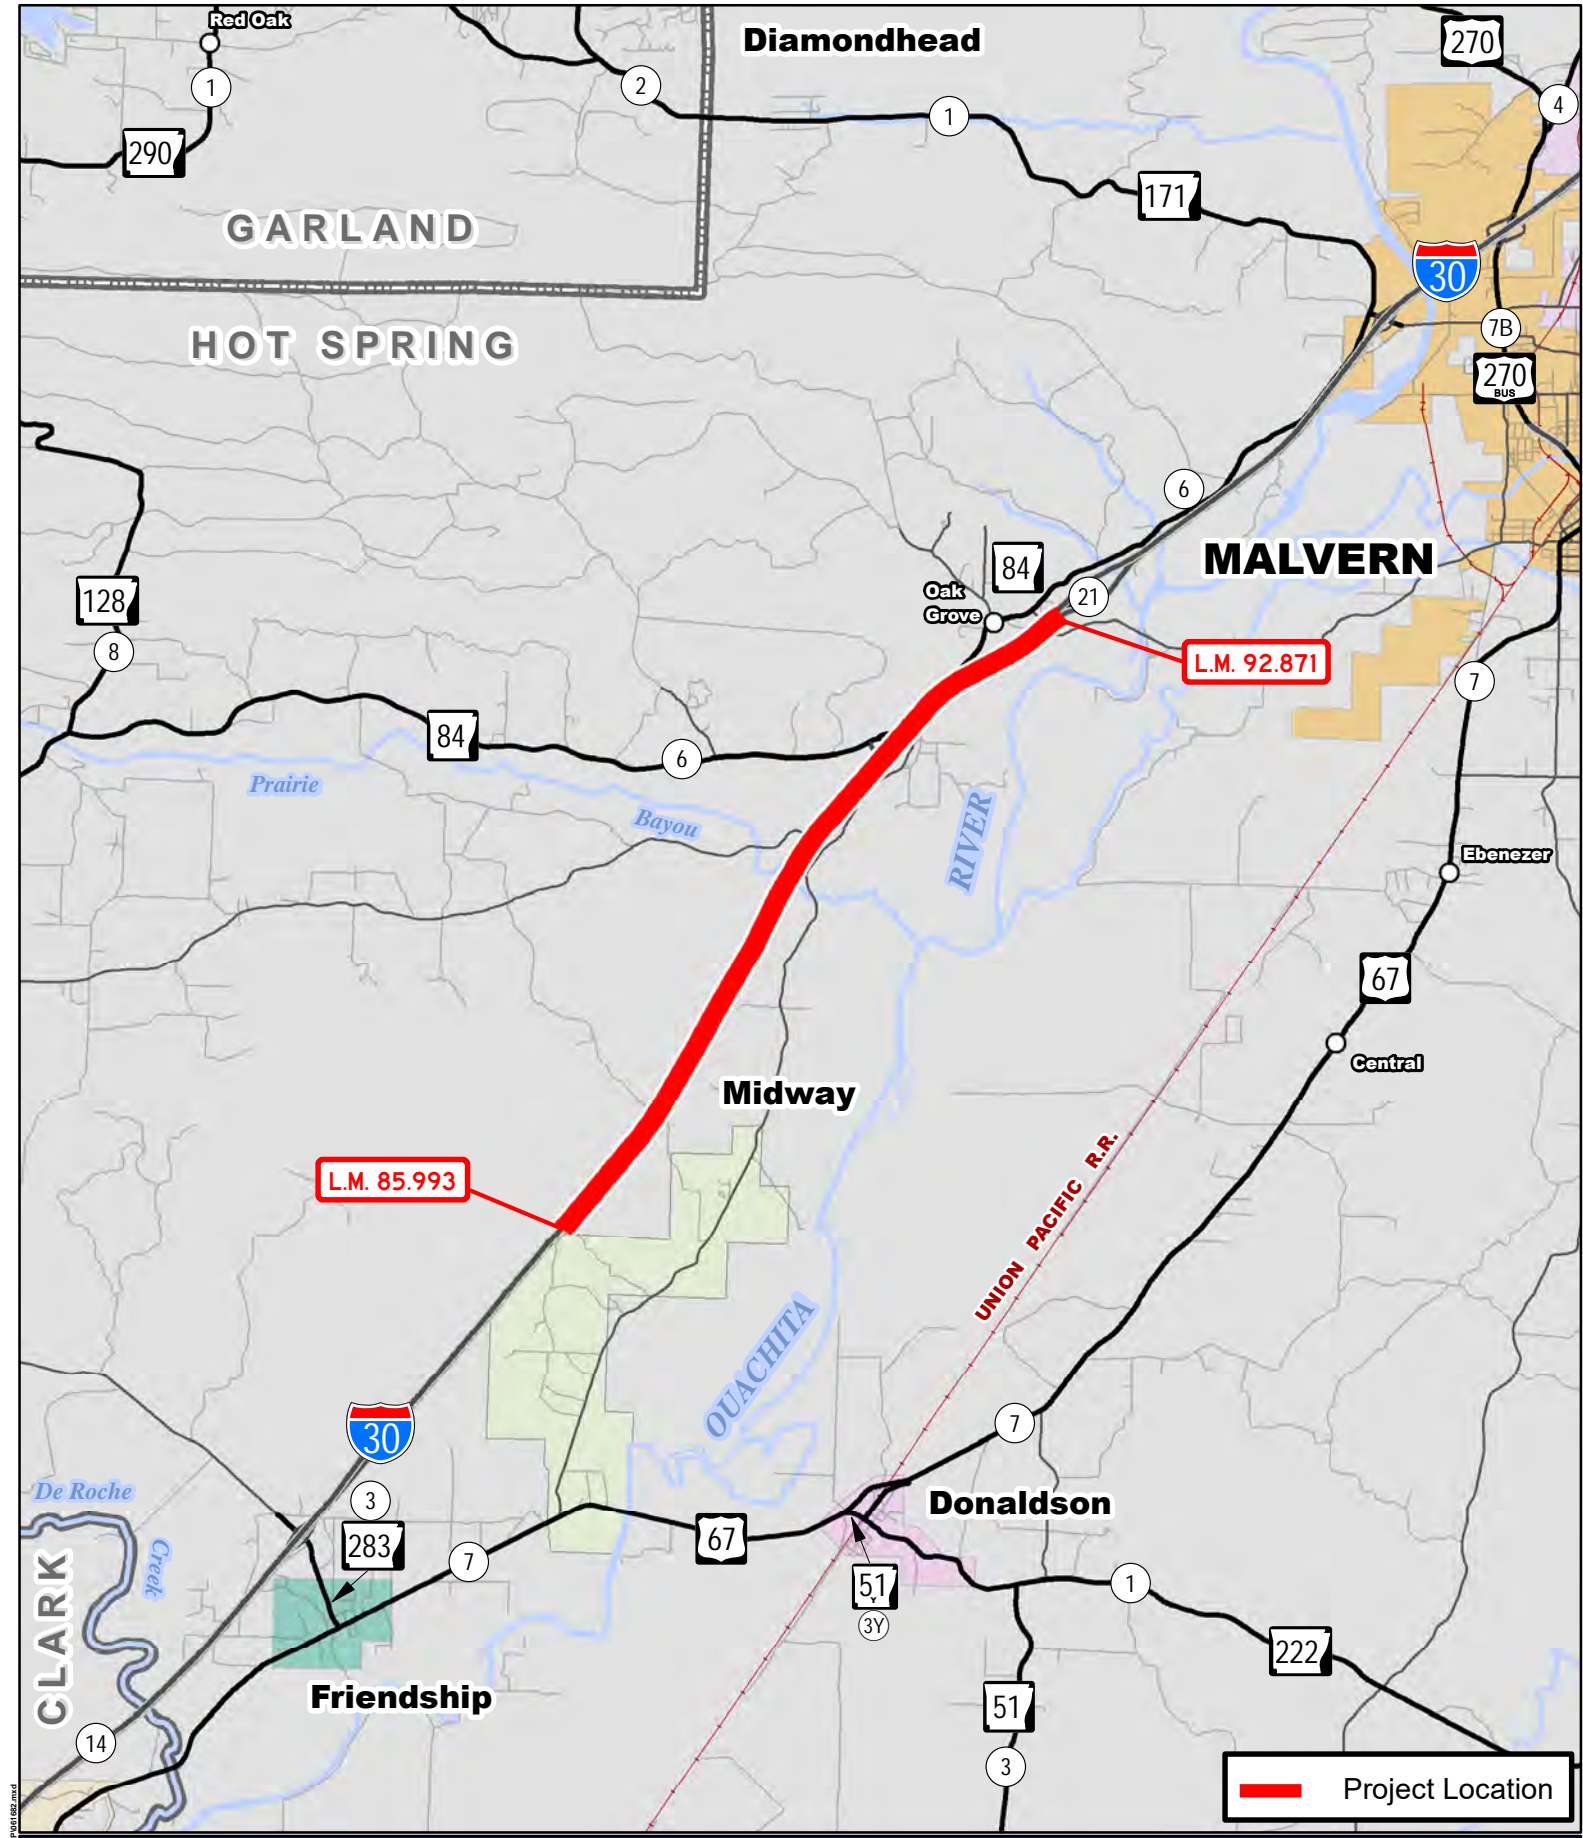 Red Oak
Diamondhead
270
1
2
1
4
290
171
GARLAND
30
HOT SPRING
7B
270
BUS
6
MALVERN
84
128
Oak
Grove
21
8
L.M. 92.871
7
84
6
Prairie
Bayou
RIVER
Ebenezer
67
Central
Midway
L.M. 85.993
UNION PACIFIC R.R.
OUACHITA
30
7
De Roche
Creek
3
283
Donaldson
67
7
51
Y
3Y
1
CLARK
222
Friendship
51
14
3
Project Location
P\061682.mxd